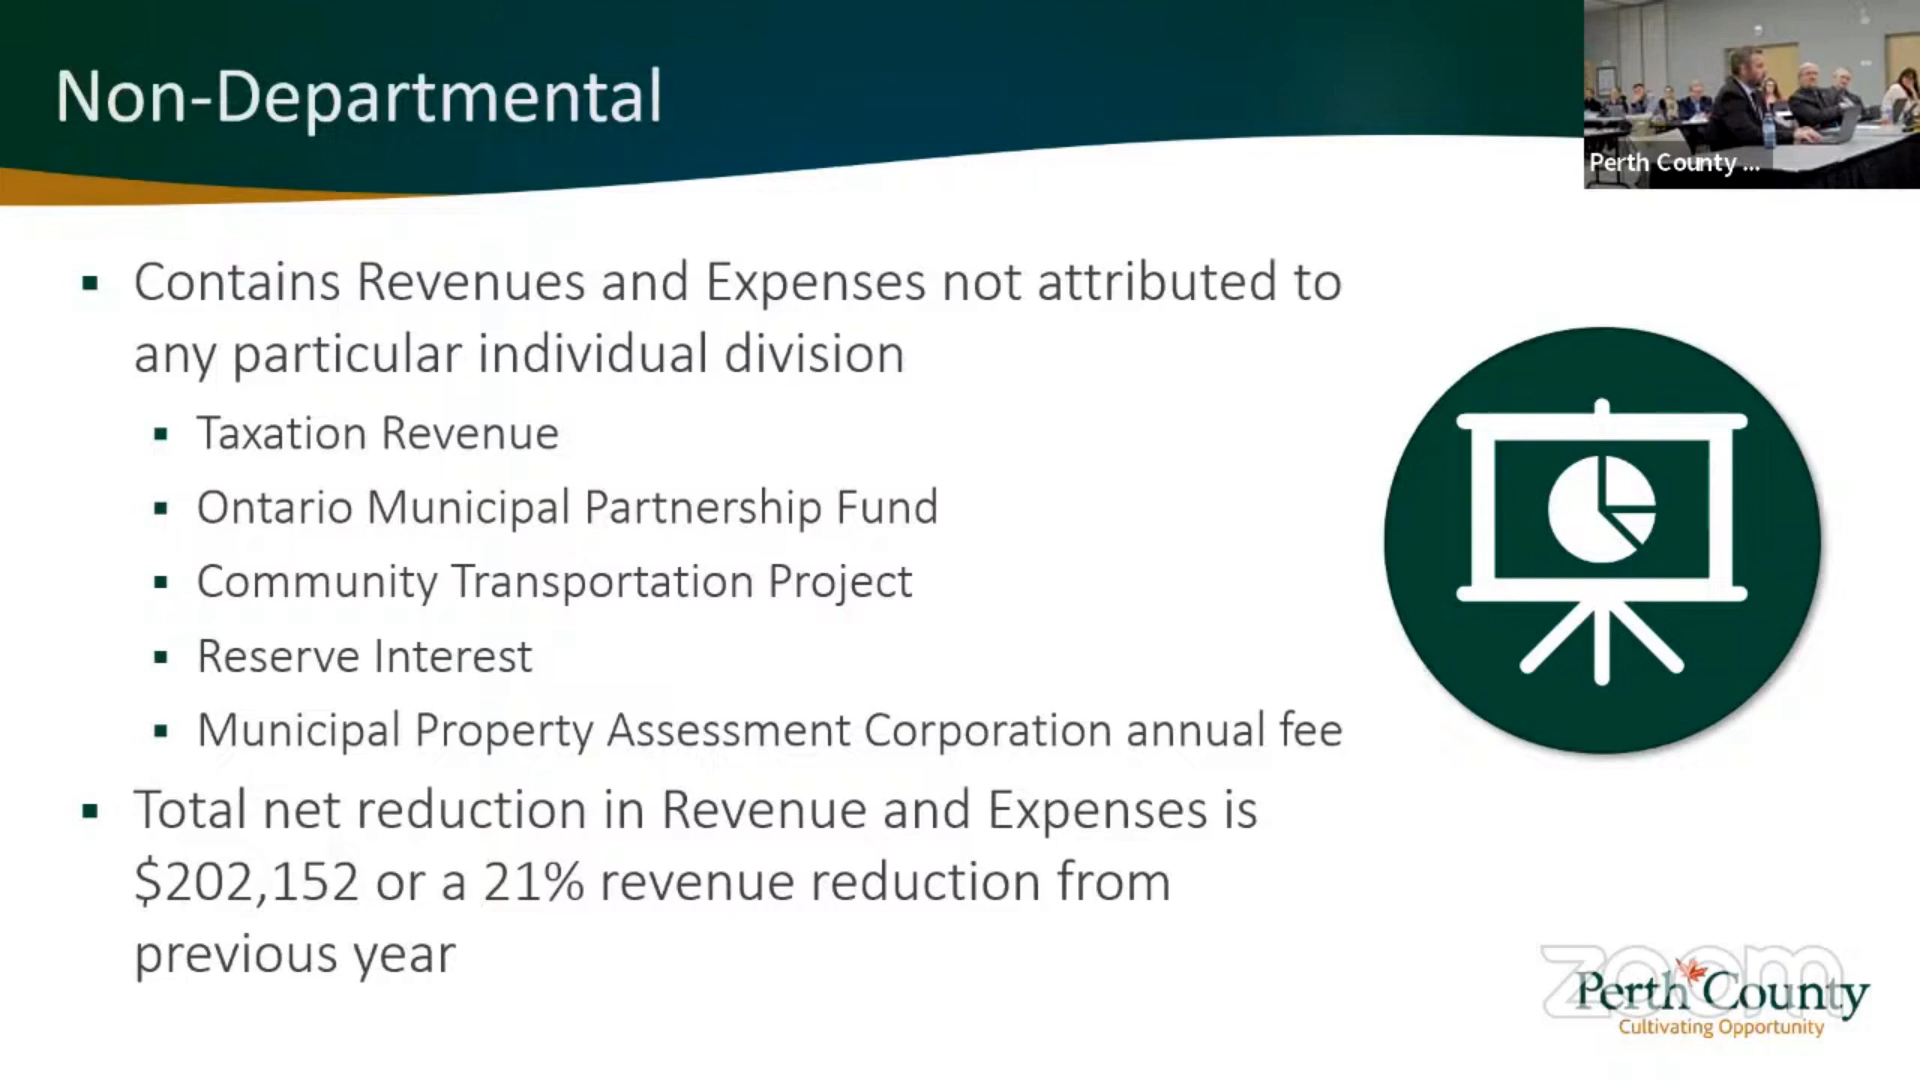 Non-Departmental
Perth County ...
▪ Contains Revenues and Expenses not attributed to
any particular individual division
▪ Taxation Revenue
▪ Ontario Municipal Partnership Fund
▪ Community Transportation Project
▪ Reserve Interest
▪ Municipal Property Assessment Corporation annual fee
▪ Total net reduction in Revenue and Expenses is
$202,152 or a 21% revenue reduction from
previous year
zoom
Perth County
Cultivating Opportunity